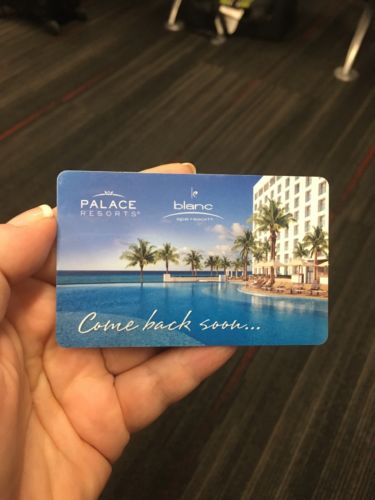 PALACE
RESORTS®
le
blanc
spa resort®
Come back soon...